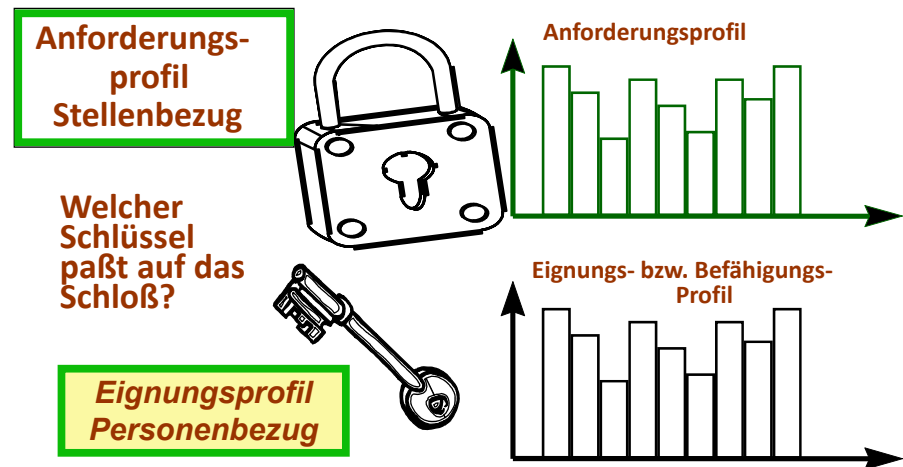 Anforderungs-
profil
Stellenbezug
Anforderungsprofil
Welcher
Schlüssel
paßt auf das
Schloß?
Eignungs- bzw. Befähigungs-
Profil
Eignungsprofil
Personenbezug